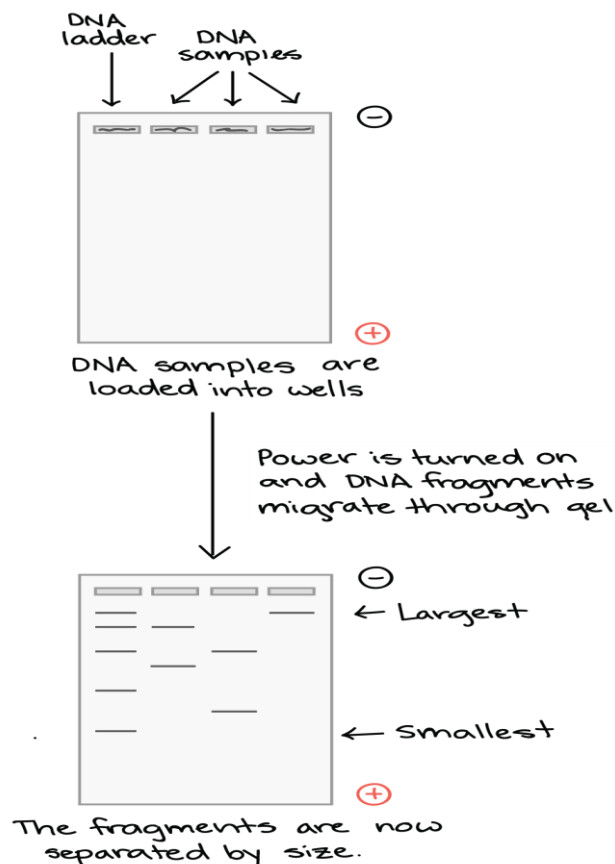 DNA
ladder
DNA
samples
−
+
DNA samples are
loaded into wells
Power is turned on
and DNA fragments
migrate through gel
−
← Largest
← Smallest
+
The fragments are now
separated by size.